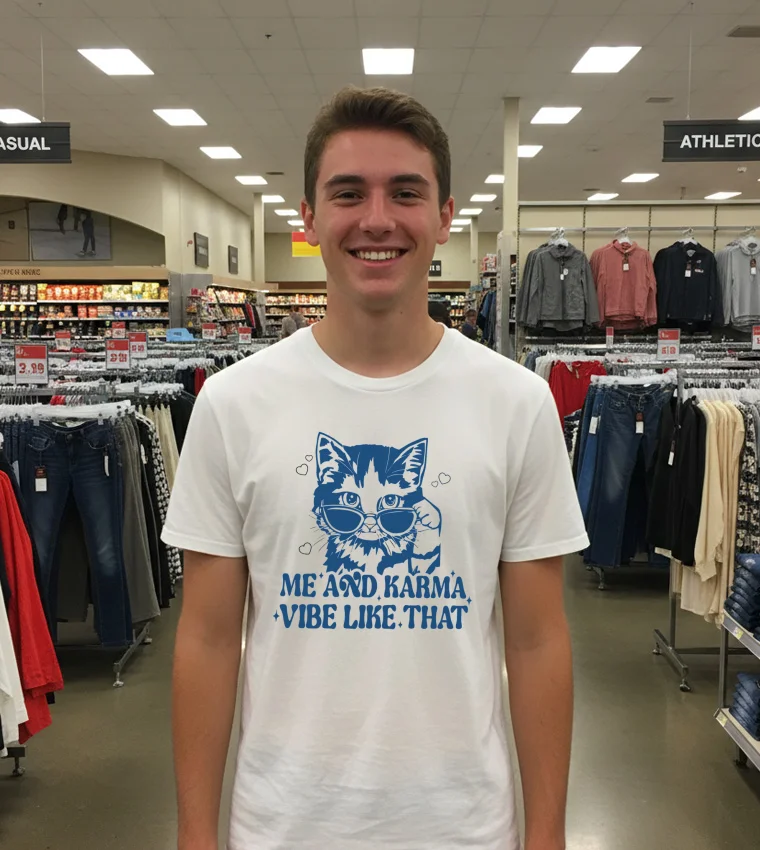 ASUAL
ATHLETIC
3.99
ME AND KARMA
VIBE LIKE THAT